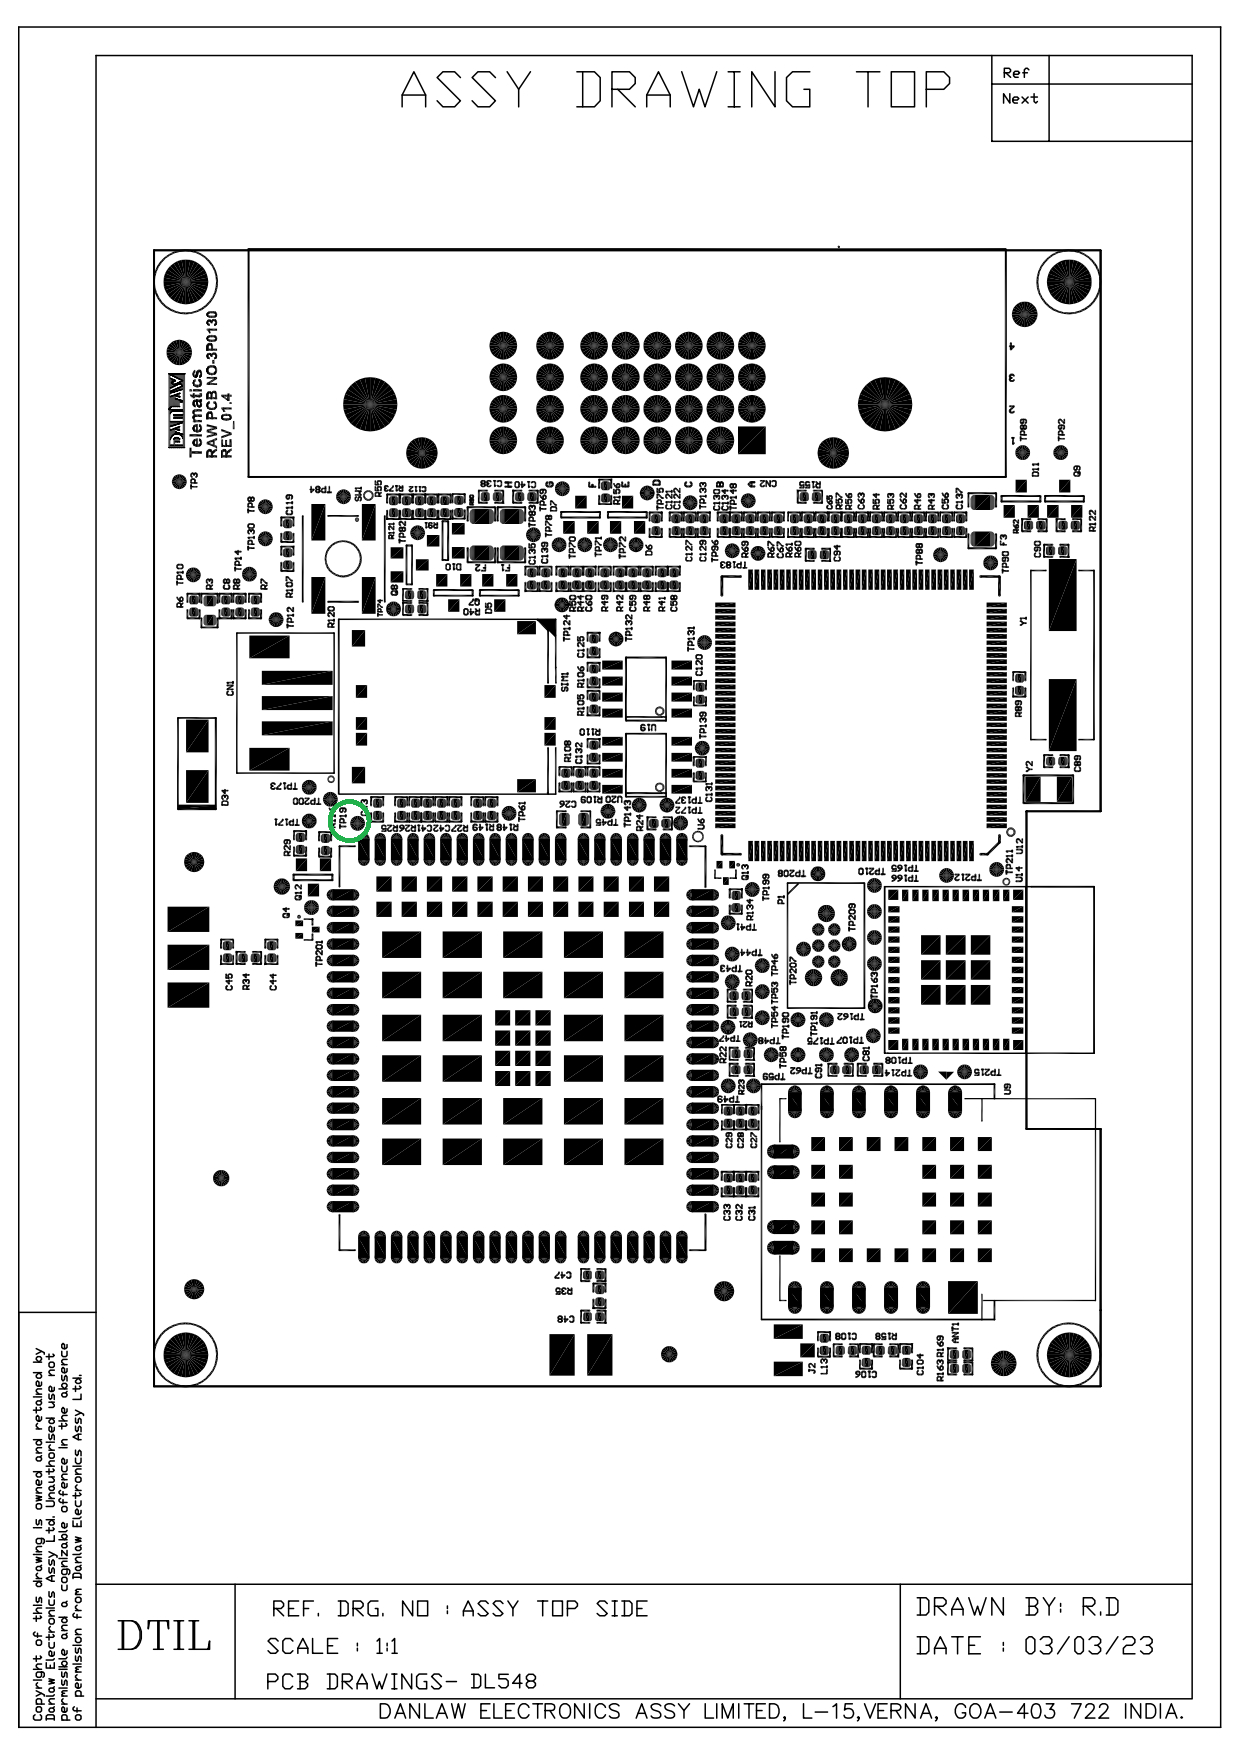 ASSY DRAWING TOP
Ref
Next
DANLAW
Telematics
RAW PCB NO-3P0130
REV_01.4
4
3
2
1
TP89
TP92
D11
Q9
TP3
TP8
C119
TP84
SW1
R55
R173
C112
C138
H
C140
TP69
G
D7
F
R156
E
D
TP75
C121
C122
C
TP133
C130
C134
B
TP148
A
CN2
R155
C65
R57
R56
C63
R54
R53
C62
R46
R43
C56
C137
R62
R122
TP130
TP14
R121
TP82
R91
TP83
TP78
TP70
TP71
TP72
D6
C127
C129
TP96
TP183
R69
R67
C67
R61
R60
C94
TP88
F3
TP90
C90
TP10
R3
C8
R8
R7
R107
R6
TP12
R120
TP74
Q8
D10
F2
F1
C135
C139
R40
Q7
D5
TP124
R50
R44
C60
R49
R42
C59
R48
R41
C58
TP132
TP131
C125
R106
R105
SIM1
C120
U19
TP139
Y1
R89
CN1
D34
R110
R108
C132
R109
U20
C131
Y2
C89
TP173
TP200
TP19
TP171
R29
R25
R26
C41
C42
R27
R149
R148
TP61
C26
TP45
TP143
R24
TP137
TP172
U6
U12
TP211
U14
Q12
Q4
TP201
Q13
TP199
R134
TP41
TP208
P1
TP210
TP165
TP166
TP212
TP209
TP207
C45
R34
C44
TP44
TP43
TP46
R20
TP53
TP54
R21
TP190
TP191
TP162
TP163
TP47
TP48
R22
TP58
TP62
TP175
TP107
C91
C81
TP108
TP214
TP215
TP59
R23
TP49
U9
C29
C28
C27
C33
C32
C31
C47
R35
C48
J2
L13
C108
R158
C106
C104
R163
R169
ANT1
Copyright of this drawing is owned and retained by
Danlaw Electronics Assy Ltd. Unauthorised use not
permissible and a cognizable offence in the absence
of permission from Danlaw Electronics Assy Ltd.
DTIL
REF. DRG. NO : ASSY TOP SIDE
SCALE : 1:1
PCB DRAWINGS- DL548
DRAWN BY: R.D
DATE : 03/03/23
DANLAW ELECTRONICS ASSY LIMITED, L-15,VERNA, GOA-403 722 INDIA.